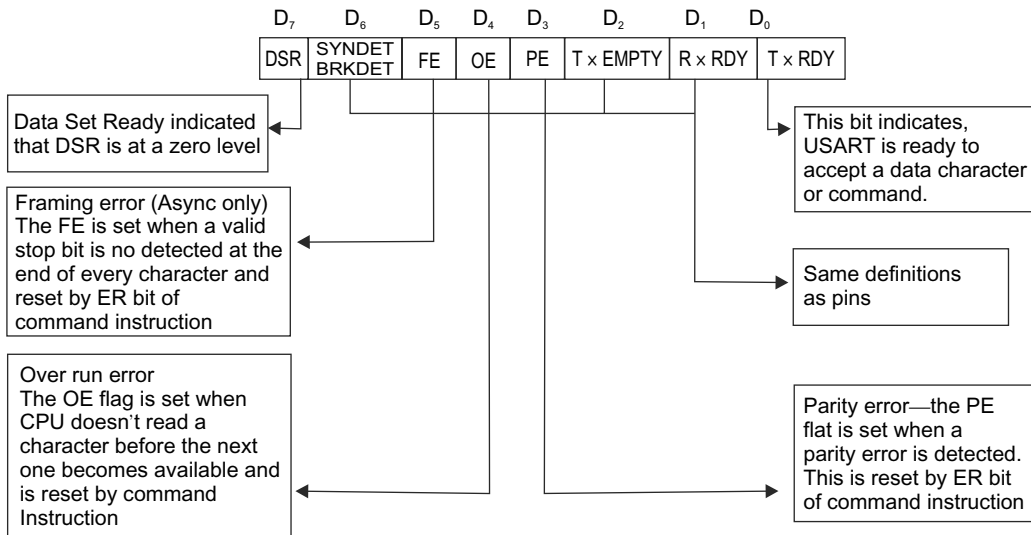 D₇ D₆ D₅ D₄ D₃ D₂ D₁ D₀
DSR SYNDET BRKDET FE OE PE T × EMPTY R × RDY T × RDY
Data Set Ready indicated
that DSR is at a zero level
This bit indicates,
USART is ready to
accept a data character
or command.
Framing error (Async only)
The FE is set when a valid
stop bit is no detected at the
end of every character and
reset by ER bit of
command instruction
Same definitions
as pins
Over run error
The OE flag is set when
CPU doesn't read a
character before the next
one becomes available and
is reset by command
Instruction
Parity error—the PE
flat is set when a
parity error is detected.
This is reset by ER bit
of command instruction